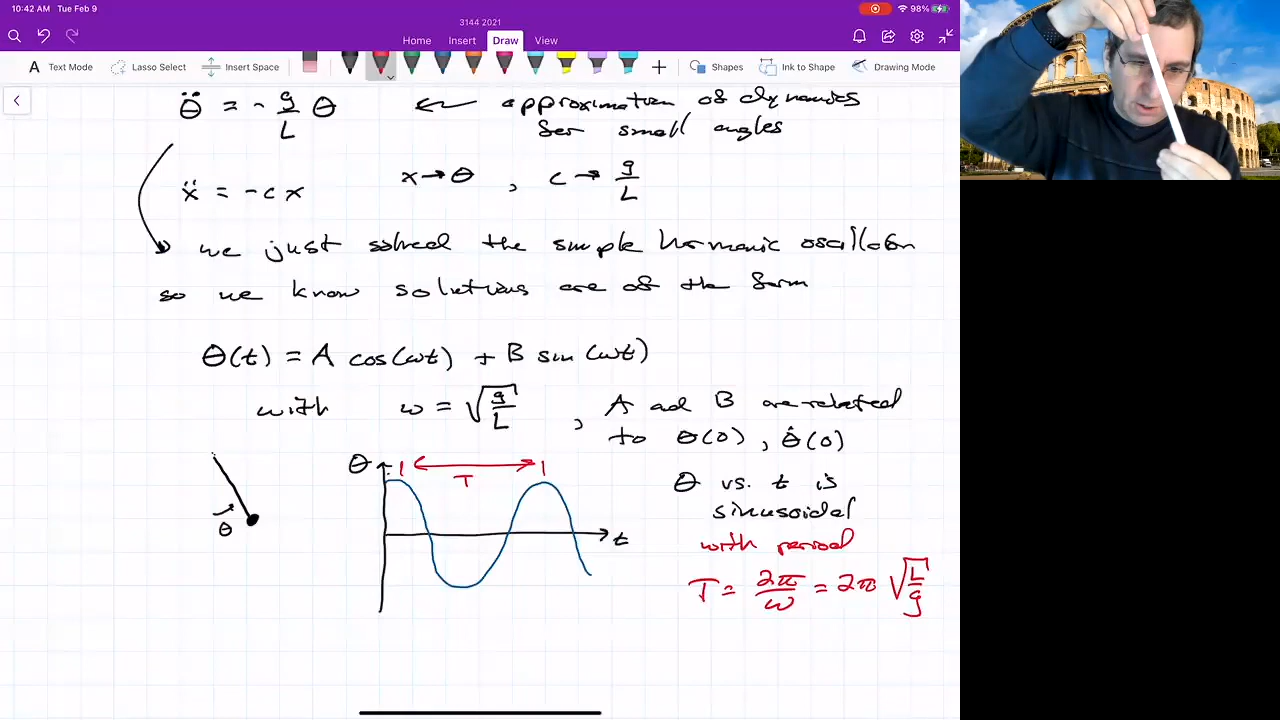 10:42 AM Tue Feb 9
98%
3144 2021
Home Insert Draw View
Text Mode Lasso Select Insert Space Shapes Ink to Shape Drawing Mode
θ̈ = - g/L θ ← approximation of dynamics
for small angles
ẍ = -c x x → θ , c → g/L
we just solved the simple harmonic oscillator
so we know solutions are of the form
θ(t) = A cos(ωt) + B sin(ωt)
with ω = √(g/L) , A and B are related
to θ(0), θ̇(0)
θ T
θ t
θ vs. t is
sinusoidal
with period
T = 2π/ω = 2π √(L/g)